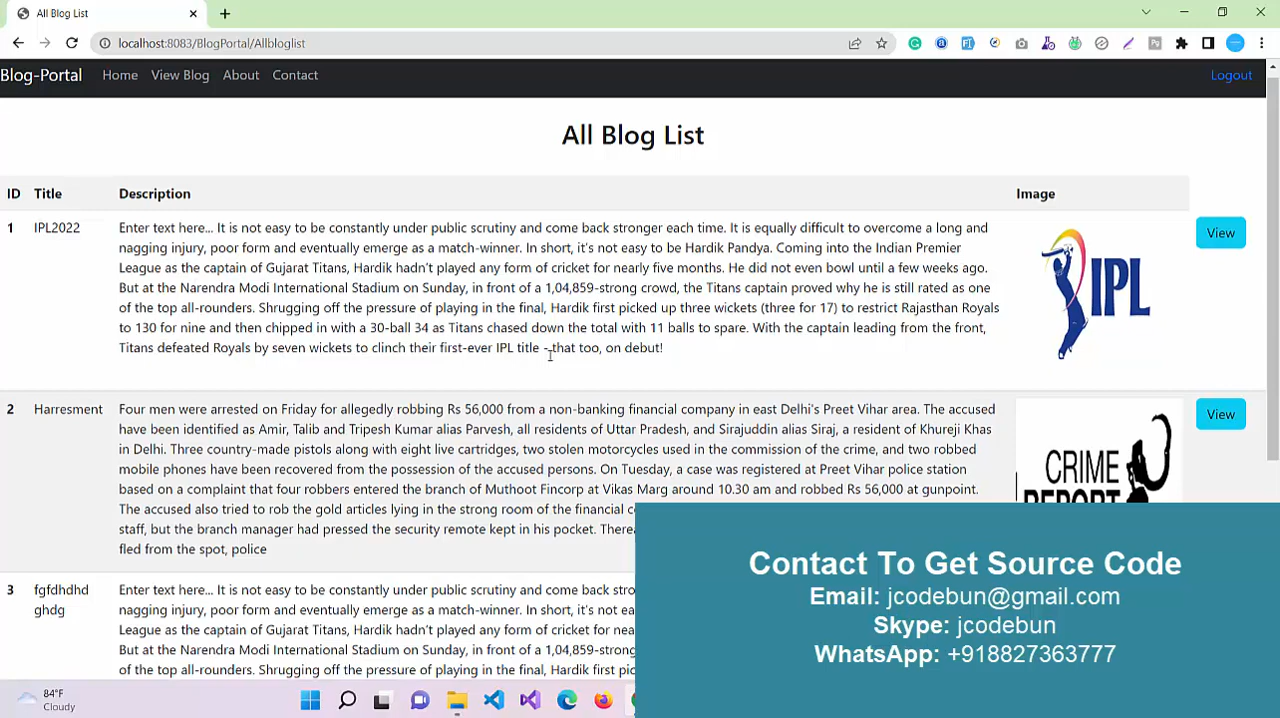 All Blog List
localhost:8083/BlogPortal/Allbloglist
Blog-Portal Home View Blog About Contact Logout
All Blog List
ID Title Description Image
1 IPL2022 Enter text here... It is not easy to be constantly under public scrutiny and come back stronger each time. It is equally difficult to overcome a long and
nagging injury, poor form and eventually emerge as a match-winner. In short, it's not easy to be Hardik Pandya. Coming into the Indian Premier
League as the captain of Gujarat Titans, Hardik hadn't played any form of cricket for nearly five months. He did not even bowl until a few weeks ago.
But at the Narendra Modi International Stadium on Sunday, in front of a 1,04,859-strong crowd, the Titans captain proved why he is still rated as one
of the top all-rounders. Shrugging off the pressure of playing in the final, Hardik first picked up three wickets (three for 17) to restrict Rajasthan Royals
to 130 for nine and then chipped in with a 30-ball 34 as Titans chased down the total with 11 balls to spare. With the captain leading from the front,
Titans defeated Royals by seven wickets to clinch their first-ever IPL title - that too, on debut!
IPL
View
2 Harresment Four men were arrested on Friday for allegedly robbing Rs 56,000 from a non-banking financial company in east Delhi's Preet Vihar area. The accused
have been identified as Amir, Talib and Tripesh Kumar alias Parvesh, all residents of Uttar Pradesh, and Sirajuddin alias Siraj, a resident of Khureji Khas
in Delhi. Three country-made pistols along with eight live cartridges, two stolen motorcycles used in the commission of the crime, and two robbed
mobile phones have been recovered from the possession of the accused persons. On Tuesday, a case was registered at Preet Vihar police station
based on a complaint that four robbers entered the branch of Muthoot Fincorp at Vikas Marg around 10.30 am and robbed Rs 56,000 at gunpoint.
The accused also tried to rob the gold articles lying in the strong room of the financial
staff, but the branch manager had pressed the security remote kept in his pocket.
fled from the spot, police
CRIME
REPORT
View
3 fgfdhdhd
ghdg
Enter text here... It is not easy to be constantly under public scrutiny and come back
nagging injury, poor form and eventually emerge as a match-winner. In short, it's not
League as the captain of Gujarat Titans, Hardik hadn't played any form of cricket for
But at the Narendra Modi International Stadium on Sunday, in front of a 1,04,859-strong
of the top all-rounders. Shrugging off the pressure of playing in the final, Hardik first
Contact To Get Source Code
Email: jcodebun@gmail.com
Skype: jcodebun
WhatsApp: +918827363777
84°F
Cloudy